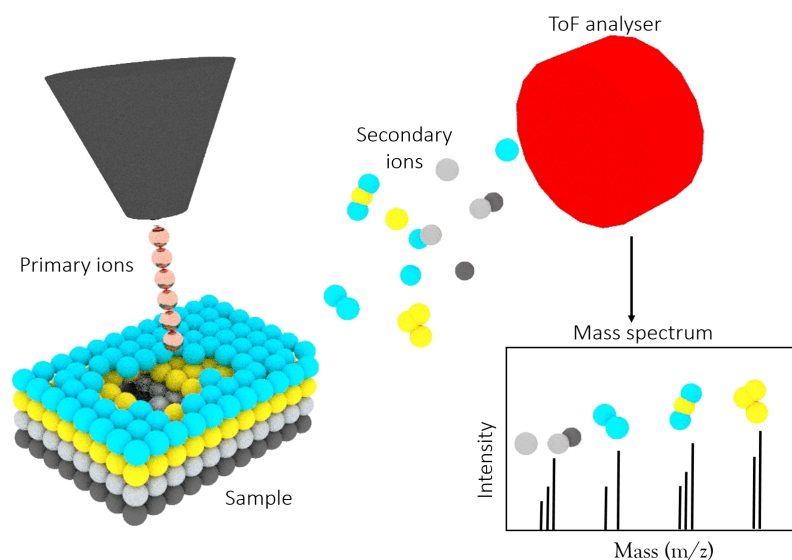 ToF analyser
Secondary
ions
Primary ions
Sample
Mass spectrum
Intensity
Mass (m/z)